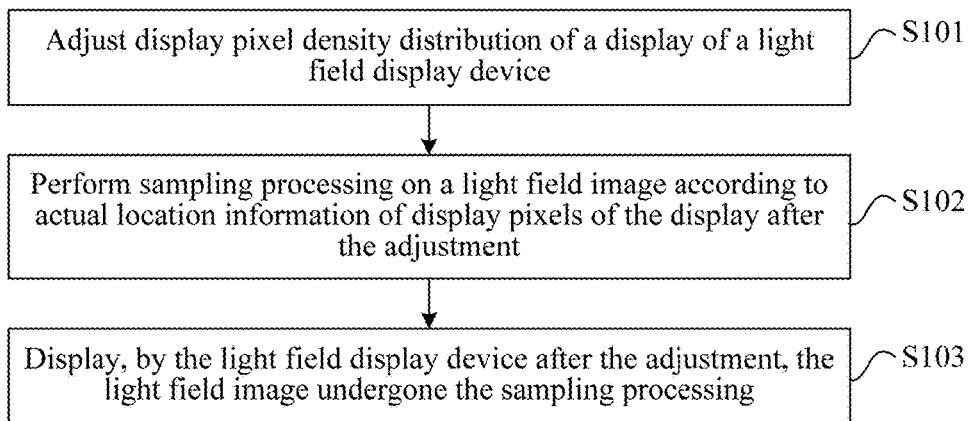 Adjust display pixel density distribution of a display of a light
field display device
S101
Perform sampling processing on a light field image according to
actual location information of display pixels of the display after
the adjustment
S102
Display, by the light field display device after the adjustment, the
light field image undergone the sampling processing
S103